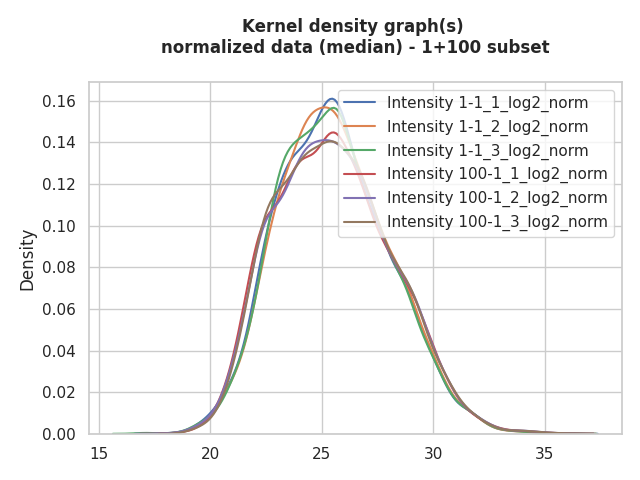 Kernel density graph(s)
normalized data (median) - 1+100 subset
Intensity 1-1_1_log2_norm
Intensity 1-1_2_log2_norm
Intensity 1-1_3_log2_norm
Intensity 100-1_1_log2_norm
Intensity 100-1_2_log2_norm
Intensity 100-1_3_log2_norm
Density
0.16
0.14
0.12
0.10
0.08
0.06
0.04
0.02
0.00
15 20 25 30 35